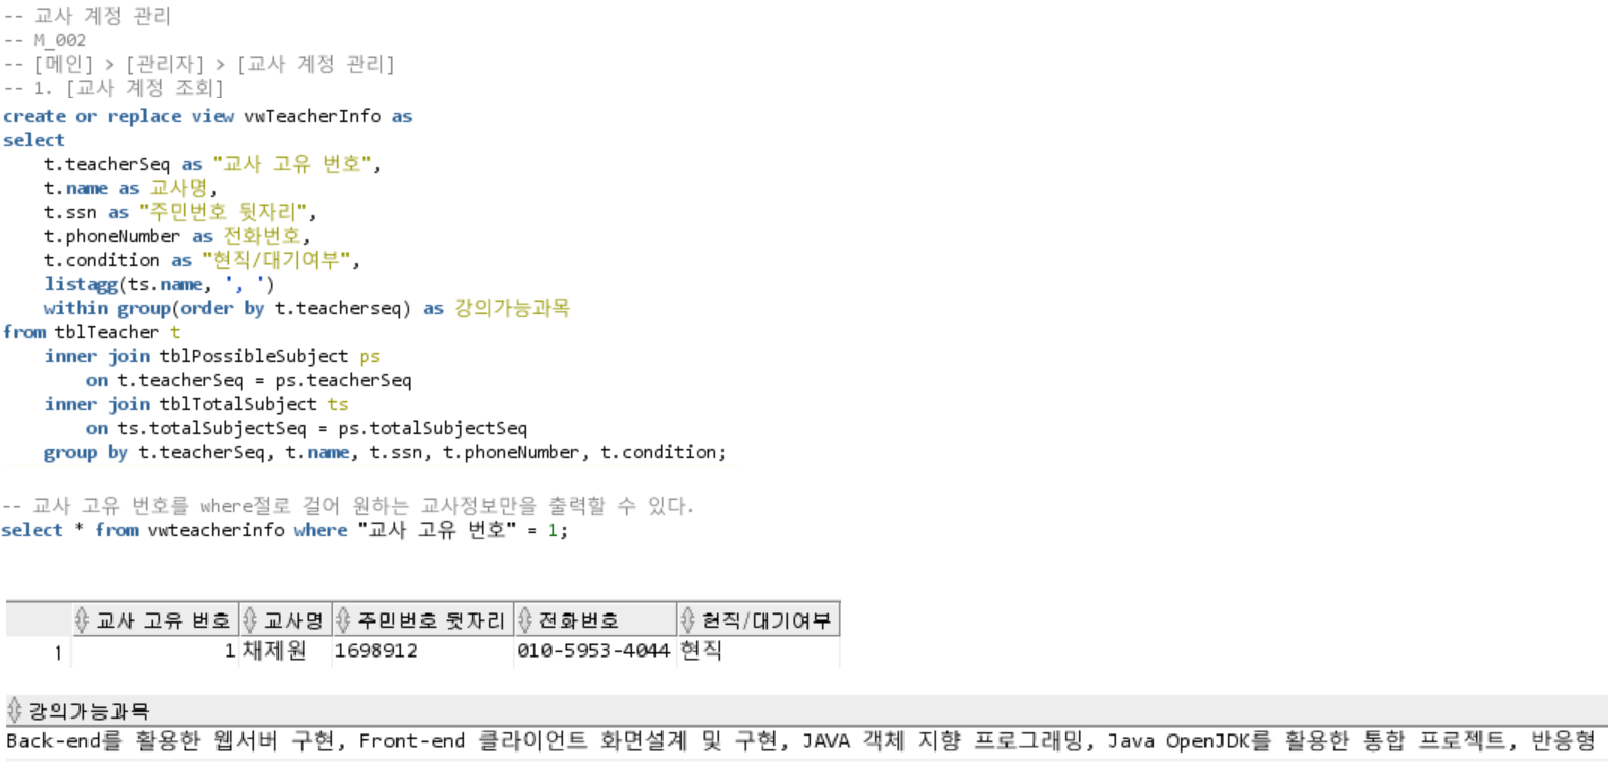 -- 교사 계정 관리
-- M_002
-- [메인] > [관리자] > [교사 계정 관리]
-- 1. [교사 계정 조회]
create or replace view vwTeacherInfo as
select
    t.teacherSeq as "교사 고유 번호",
    t.name as 교사명,
    t.ssn as "주민번호 뒷자리",
    t.phoneNumber as 전화번호,
    t.condition as "현직/대기여부",
    listagg(ts.name, ', ')
    within group(order by t.teacherseq) as 강의가능과목
from tblTeacher t
    inner join tblPossibleSubject ps
        on t.teacherSeq = ps.teacherSeq
    inner join tblTotalSubject ts
        on ts.totalSubjectSeq = ps.totalSubjectSeq
    group by t.teacherSeq, t.name, t.ssn, t.phoneNumber, t.condition;
-- 교사 고유 번호를 where절로 걸어 원하는 교사정보만을 출력할 수 있다.
select * from vwteacherinfo where "교사 고유 번호" = 1;
교사 고유 번호 교사명 주민번호 뒷자리 전화번호 현직/대기여부
1 1 채제원 1698912 010-5953-4044 현직
강의가능과목
Back-end를 활용한 웹서버 구현, Front-end 클라이언트 화면설계 및 구현, JAVA 객체 지향 프로그래밍, Java OpenJDK를 활용한 통합 프로젝트, 반응형